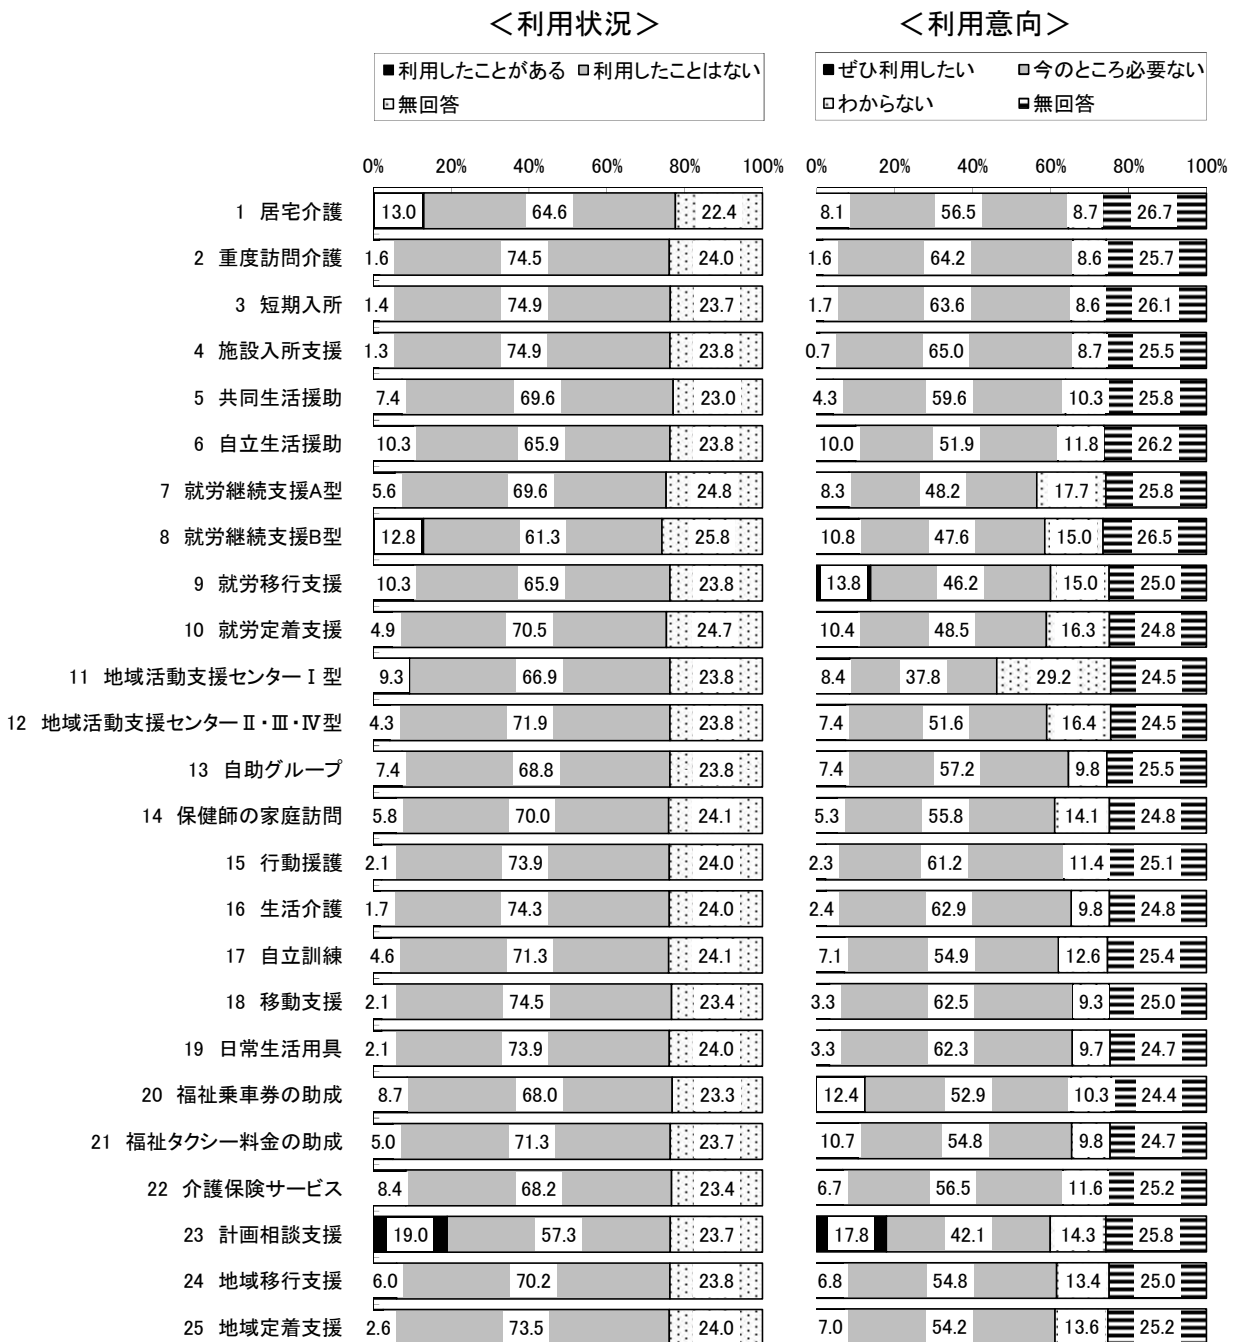 ＜利用状況＞ ＜利用意向＞
■利用したことがある ■利用したことはない ■ぜひ利用したい □今のところ必要ない
□無回答 □わからない ■無回答
0% 20% 40% 60% 80% 100% 0% 20% 40% 60% 80% 100%
1 居宅介護 13.0 64.6 22.4 8.1 56.5 8.7 26.7
2 重度訪問介護 1.6 74.5 24.0 1.6 64.2 8.6 25.7
3 短期入所 1.4 74.9 23.7 1.7 63.6 8.6 26.1
4 施設入所支援 1.3 74.9 23.8 0.7 65.0 8.7 25.5
5 共同生活援助 7.4 69.6 23.0 4.3 59.6 10.3 25.8
6 自立生活援助 10.3 65.9 23.8 10.0 51.9 11.8 26.2
7 就労継続支援A型 5.6 69.6 24.8 8.3 48.2 17.7 25.8
8 就労継続支援B型 12.8 61.3 25.8 10.8 47.6 15.0 26.5
9 就労移行支援 10.3 65.9 23.8 13.8 46.2 15.0 25.0
10 就労定着支援 4.9 70.5 24.7 10.4 48.5 16.3 24.8
11 地域活動支援センターⅠ型 9.3 66.9 23.8 8.4 37.8 29.2 24.5
12 地域活動支援センターⅡ・Ⅲ・Ⅳ型 4.3 71.9 23.8 7.4 51.6 16.4 24.5
13 自助グループ 7.4 68.8 23.8 7.4 57.2 9.8 25.5
14 保健師の家庭訪問 5.8 70.0 24.1 5.3 55.8 14.1 24.8
15 行動援護 2.1 73.9 24.0 2.3 61.2 11.4 25.1
16 生活介護 1.7 74.3 24.0 2.4 62.9 9.8 24.8
17 自立訓練 4.6 71.3 24.1 7.1 54.9 12.6 25.4
18 移動支援 2.1 74.5 23.4 3.3 62.5 9.3 25.0
19 日常生活用具 2.1 73.9 24.0 3.3 62.3 9.7 24.7
20 福祉乗車券の助成 8.7 68.0 23.3 12.4 52.9 10.3 24.4
21 福祉タクシー料金の助成 5.0 71.3 23.7 10.7 54.8 9.8 24.7
22 介護保険サービス 8.4 68.2 23.4 6.7 56.5 11.6 25.2
23 計画相談支援 19.0 57.3 23.7 17.8 42.1 14.3 25.8
24 地域移行支援 6.0 70.2 23.8 6.8 54.8 13.4 25.0
25 地域定着支援 2.6 73.5 24.0 7.0 54.2 13.6 25.2